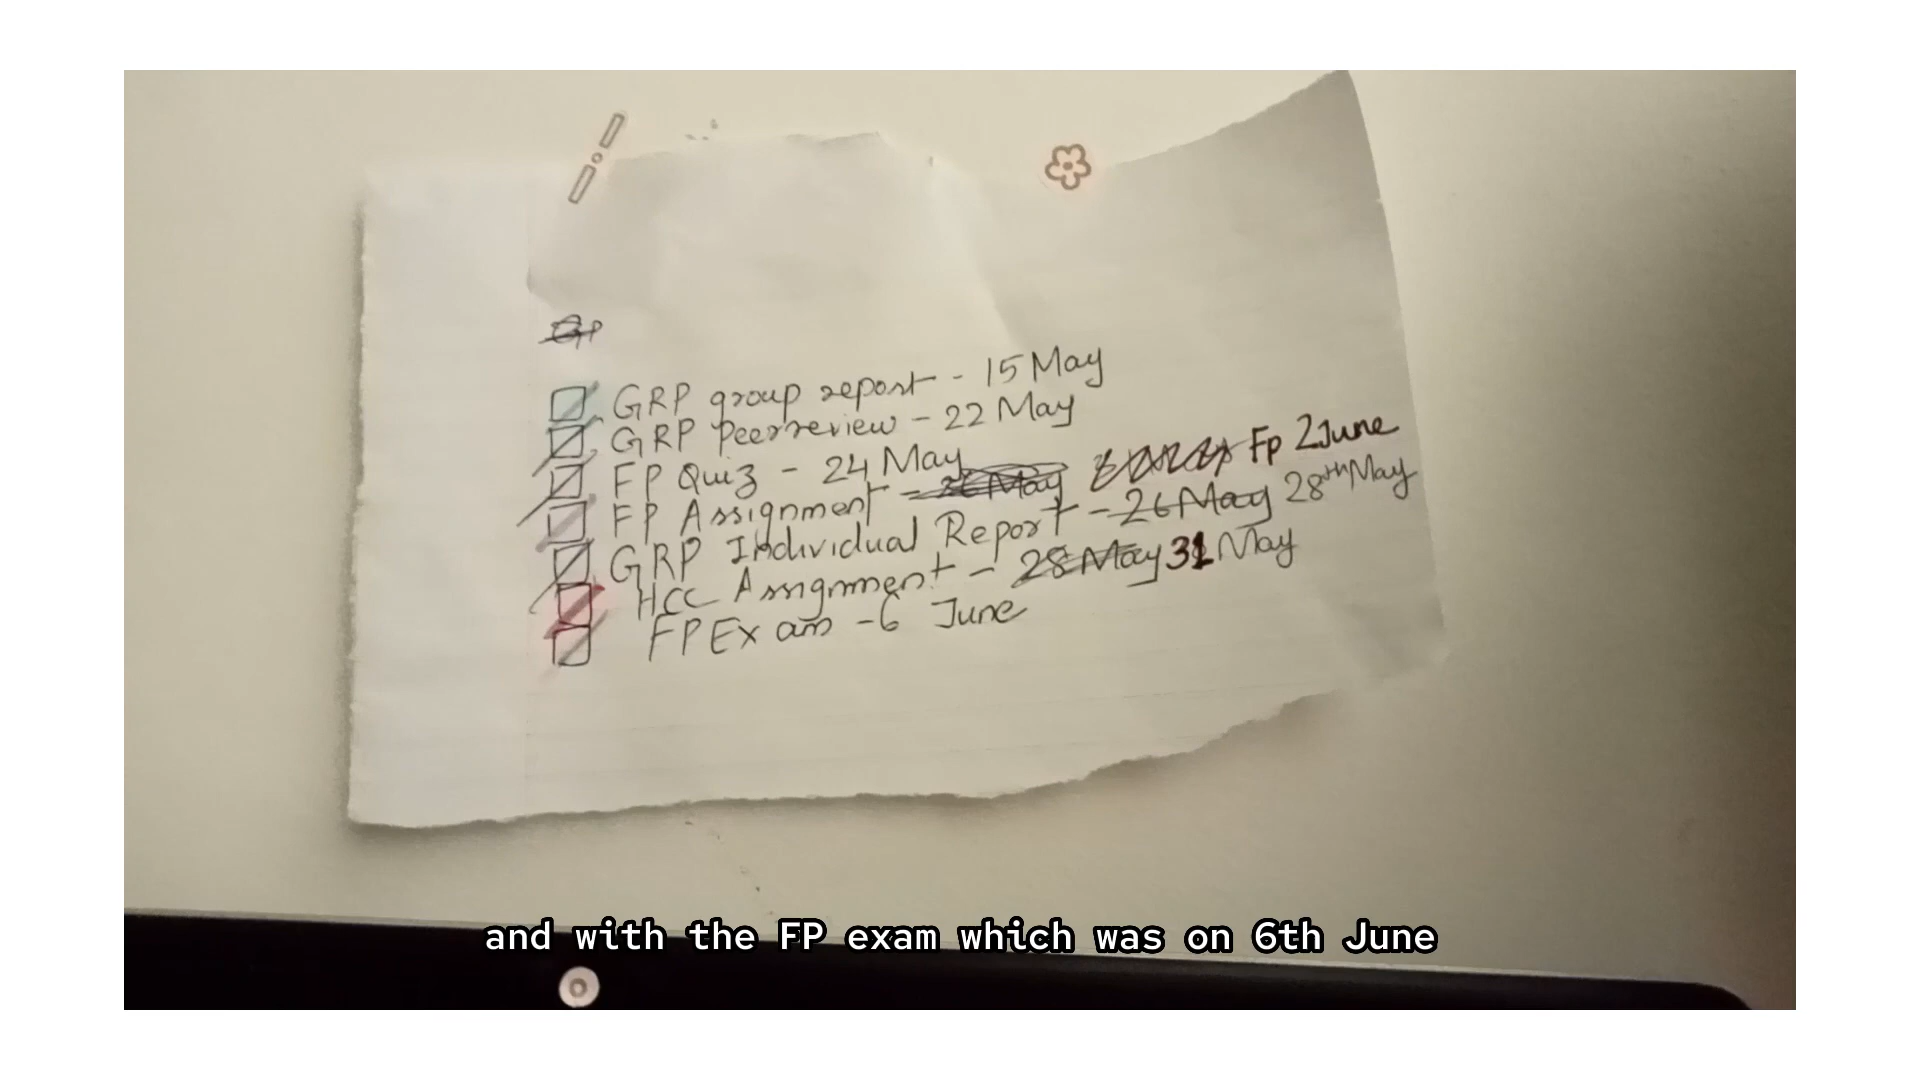 GRP group report - 15 May
GRP Peerreview - 22 May
FP Quiz - 24 May
FP Assignment - May Fp 2June
GRP Individual Report - 26 May 28th May
HCC Assignment - 28 May 31 May
FP Exam - 6 June
and with the FP exam which was on 6th June